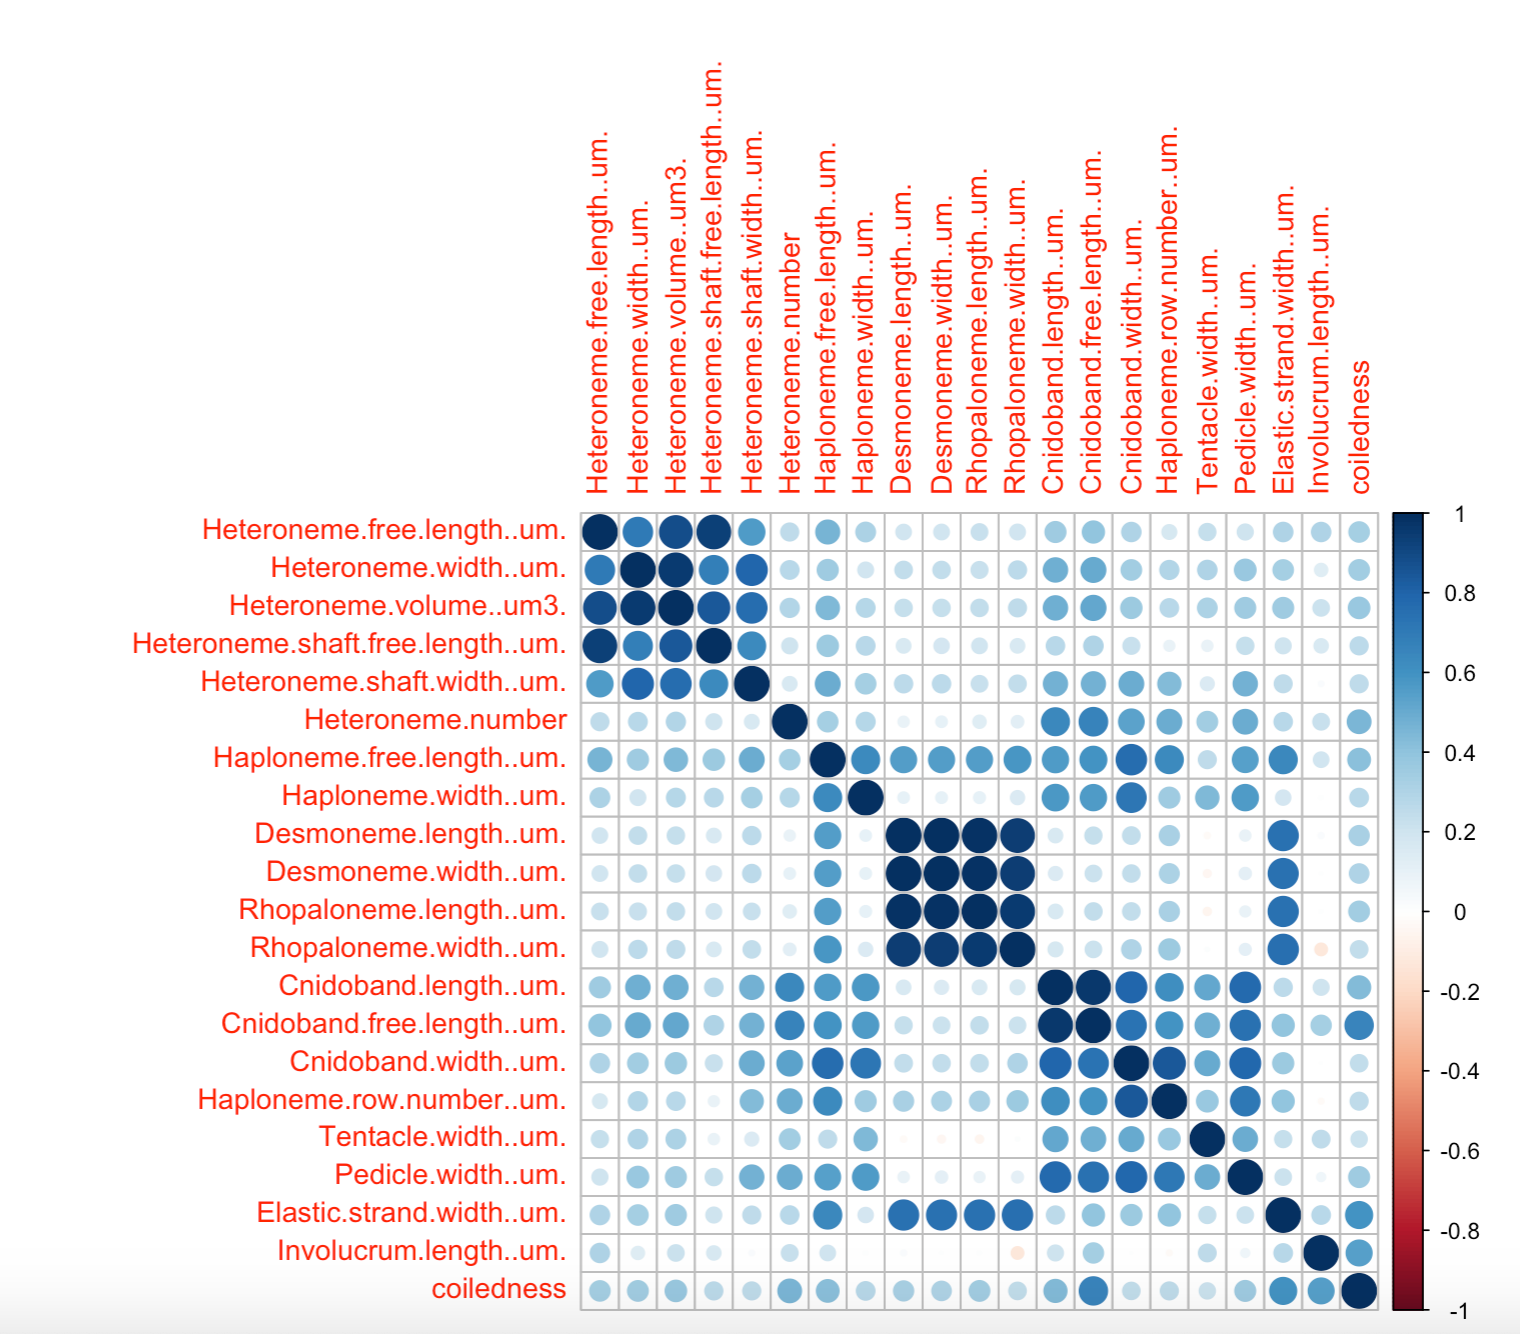 Heteroneme.free.length..um.
Heteroneme.width..um.
Heteroneme.volume..um3.
Heteroneme.shaft.free.length..um.
Heteroneme.shaft.width..um.
Heteroneme.number
Haploneme.free.length..um.
Haploneme.width..um.
Desmoneme.length..um.
Desmoneme.width..um.
Rhopaloneme.length..um.
Rhopaloneme.width..um.
Cnidoband.length..um.
Cnidoband.free.length..um.
Cnidoband.width..um.
Haploneme.row.number..um.
Tentacle.width..um.
Pedicle.width..um.
Elastic.strand.width..um.
Involucrum.length..um.
coiledness
Heteroneme.free.length..um.
Heteroneme.width..um.
Heteroneme.volume..um3.
Heteroneme.shaft.free.length..um.
Heteroneme.shaft.width..um.
Heteroneme.number
Haploneme.free.length..um.
Haploneme.width..um.
Desmoneme.length..um.
Desmoneme.width..um.
Rhopaloneme.length..um.
Rhopaloneme.width..um.
Cnidoband.length..um.
Cnidoband.free.length..um.
Cnidoband.width..um.
Haploneme.row.number..um.
Tentacle.width..um.
Pedicle.width..um.
Elastic.strand.width..um.
Involucrum.length..um.
coiledness
1
0.8
0.6
0.4
0.2
0
-0.2
-0.4
-0.6
-0.8
-1